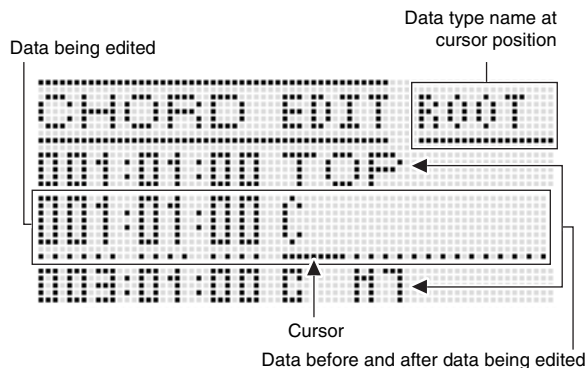 Data type name at
cursor position
Data being edited
CHORD EDIT ROOT
001:01:00 TOP
001:01:00 C
003:01:00 C M7
Cursor
Data before and after data being edited